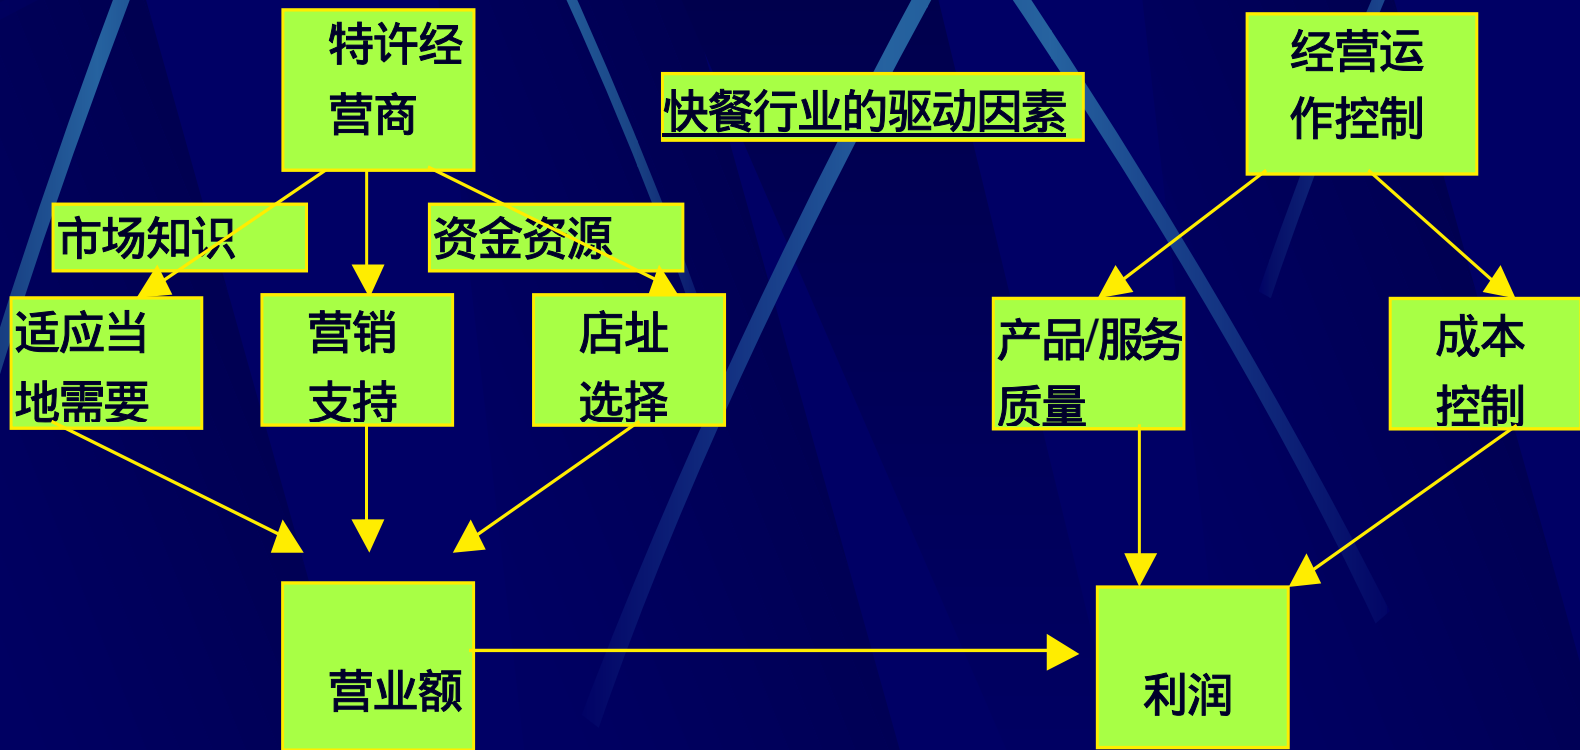 特许经
营商
快餐行业的驱动因素
经营运
作控制
市场知识
资金资源
适应当
地需要
营销
支持
店址
选择
产品/服务
质量
成本
控制
营业额
利润